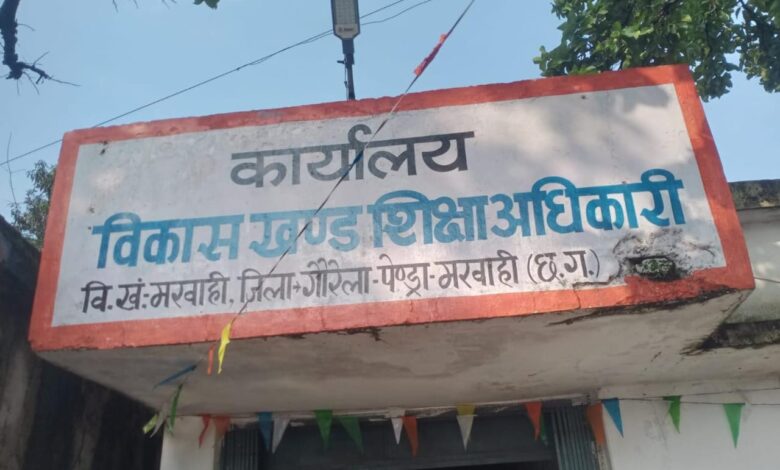 कार्यालय
विकास खण्ड शिक्षा अधिकारी
वि.खं:-मरवाही, जिला→गौरेला-पेण्ड्रा-मरवाही (छ.ग.)